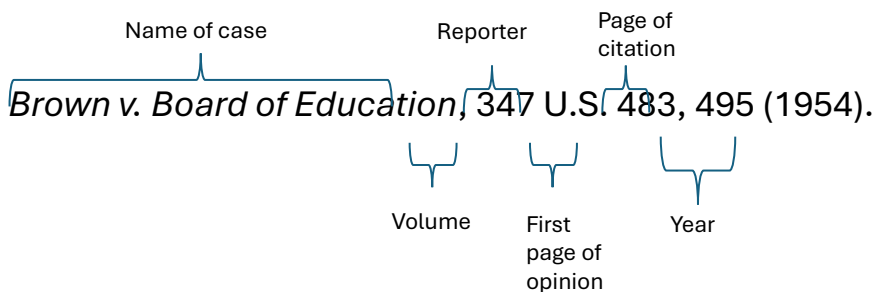 Name of case
Reporter
Page of
citation
Brown v. Board of Education, 347 U.S. 483, 495 (1954).
Volume
First
page of
opinion
Year